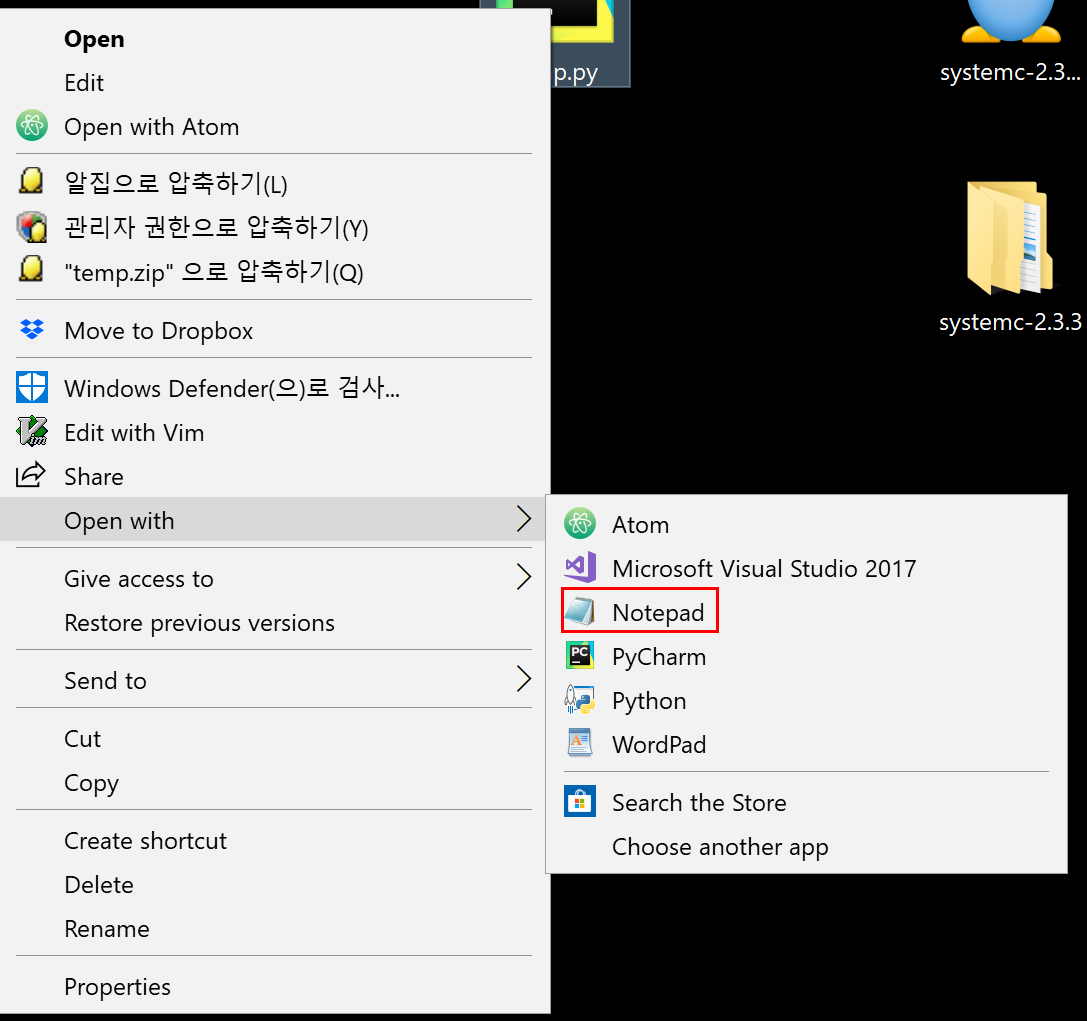 Open
Edit
Open with Atom
알집으로 압축하기(L)
관리자 권한으로 압축하기(Y)
"temp.zip" 으로 압축하기(Q)
Move to Dropbox
Windows Defender(으)로 검사...
Edit with Vim
Share
Open with
Give access to
Restore previous versions
Send to
Cut
Copy
Create shortcut
Delete
Rename
Properties
Atom
Microsoft Visual Studio 2017
Notepad
PyCharm
Python
WordPad
Search the Store
Choose another app
p.py
systemc-2.3...
systemc-2.3.3
PC
Vim